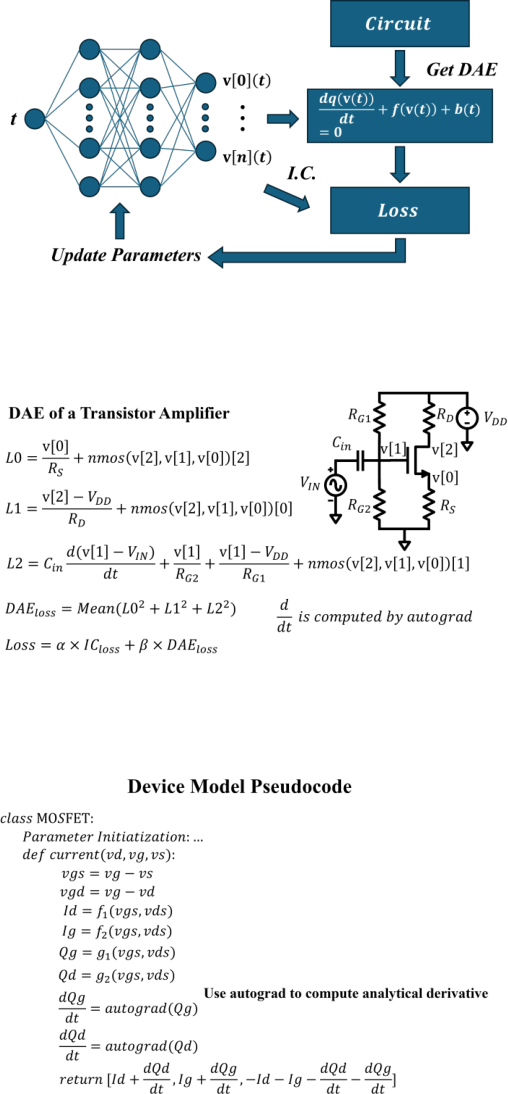 Circuit
Get DAE
v[0](t)
t
dq(v(t))/dt + f(v(t)) + b(t)
= 0
v[n](t)
I.C.
Loss
Update Parameters
DAE of a Transistor Amplifier
L0 = v[0]/R_S + nmos(v[2], v[1], v[0])[2]
L1 = (v[2] − V_DD)/R_D + nmos(v[2], v[1], v[0])[0]
R_G1
R_D
V_DD
C_in
v[1]
v[2]
v[0]
V_IN
R_G2
R_S
L2 = C_in d(v[1] − V_IN)/dt + v[1]/R_G2 + (v[1] − V_DD)/R_G1 + nmos(v[2], v[1], v[0])[1]
DAE_loss = Mean(L0² + L1² + L2²)
d/dt is computed by autograd
Loss = α × IC_loss + β × DAE_loss
Device Model Pseudocode
class MOSFET:
Parameter Initiatization: ...
def current(vd, vg, vs):
vgs = vg − vs
vgd = vg − vd
Id = f₁(vgs, vds)
Ig = f₂(vgs, vds)
Qg = g₁(vgs, vds)
Qd = g₂(vgs, vds)
Use autograd to compute analytical derivative
dQg/dt = autograd(Qg)
dQd/dt = autograd(Qd)
return [Id + dQd/dt, Ig + dQg/dt, −Id − Ig − dQd/dt − dQg/dt]